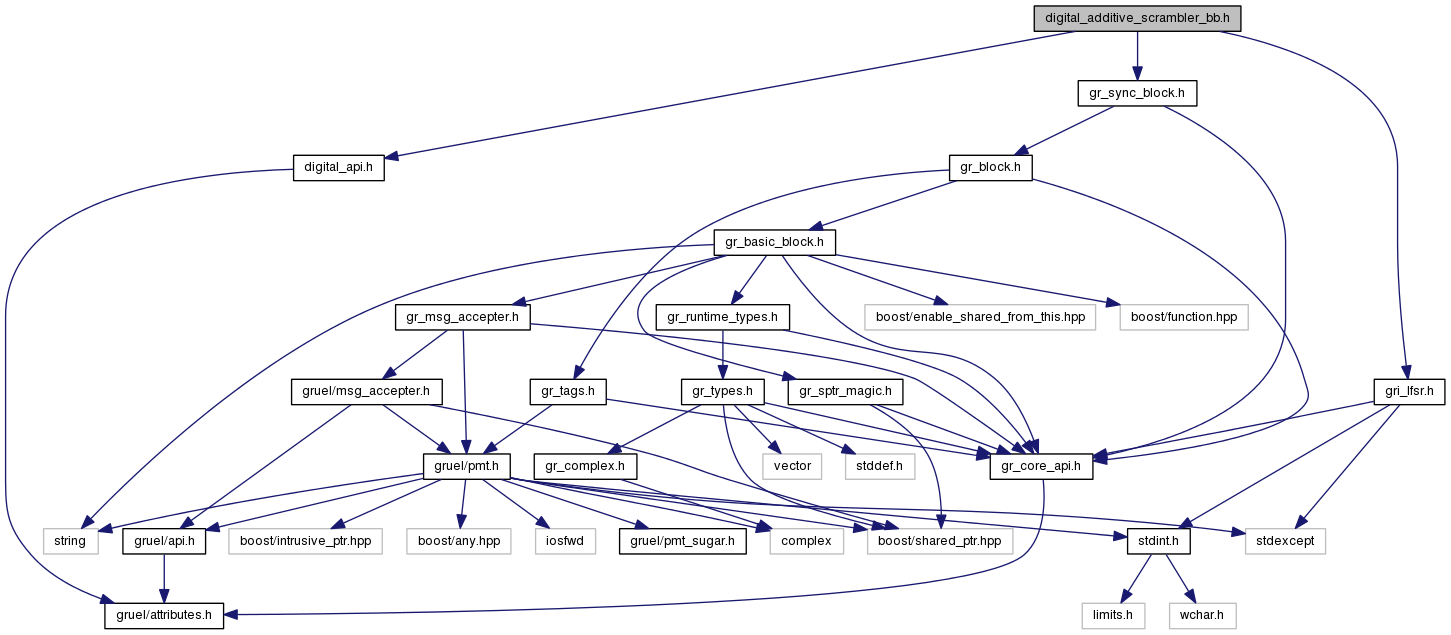 digital_additive_scrambler_bb.h
gr_sync_block.h
digital_api.h
gr_block.h
gr_basic_block.h
gr_msg_accepter.h
gr_runtime_types.h
boost/enable_shared_from_this.hpp
boost/function.hpp
gruel/msg_accepter.h
gr_tags.h
gr_types.h
gr_sptr_magic.h
gri_lfsr.h
gruel/pmt.h
gr_complex.h
vector
stddef.h
gr_core_api.h
string
gruel/api.h
boost/intrusive_ptr.hpp
boost/any.hpp
iosfwd
gruel/pmt_sugar.h
complex
boost/shared_ptr.hpp
stdint.h
stdexcept
gruel/attributes.h
limits.h
wchar.h